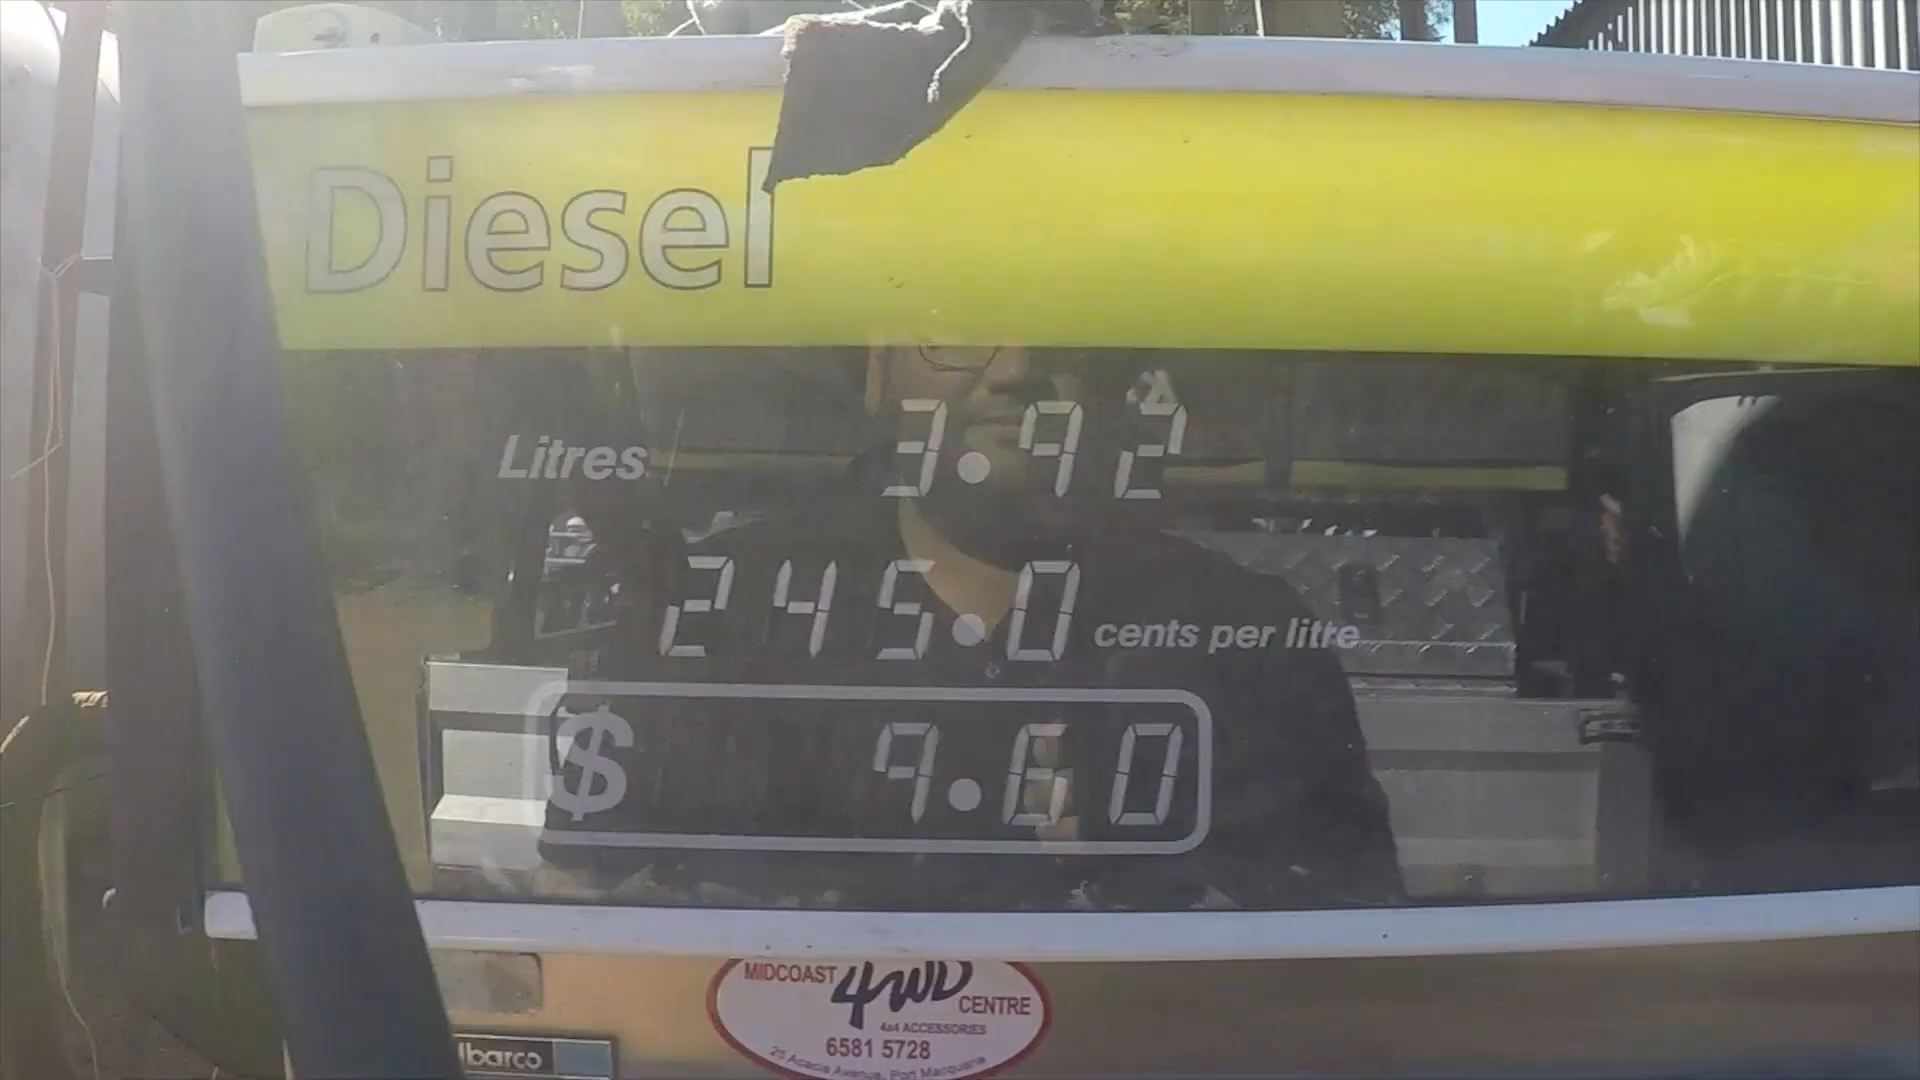 Diesel
Litres 3.92
245.0 cents per litre
$ 9.60
MIDCOAST 4WD CENTRE
4x4 ACCESSORIES
6581 5728
25 Acacia Avenue, Port Macquarie
lbarco